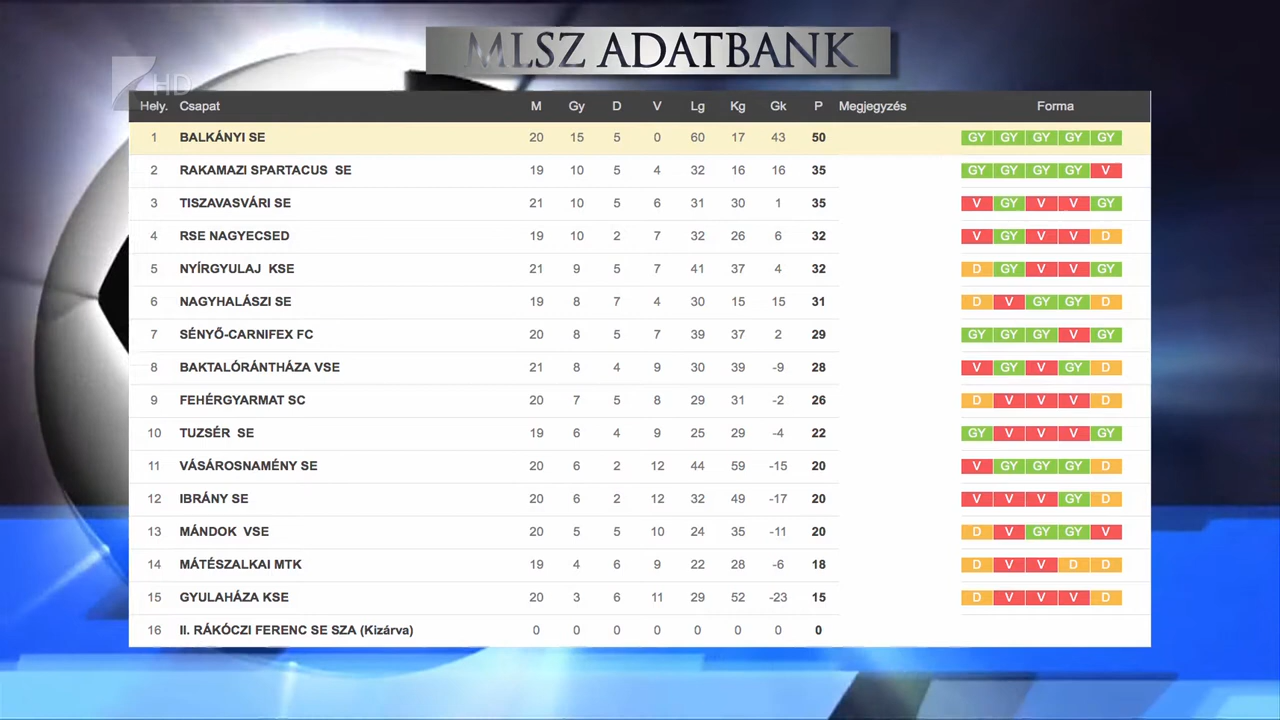 MLSZ ADATBANK
HD
Hely. Csapat M Gy D V Lg Kg Gk P Megjegyzés Forma
1 BALKÁNYI SE 20 15 5 0 60 17 43 50 GY GY GY GY GY
2 RAKAMAZI SPARTACUS SE 19 10 5 4 32 16 16 35 GY GY GY GY V
3 TISZAVASVÁRI SE 21 10 5 6 31 30 1 35 V GY V V GY
4 RSE NAGYECSED 19 10 2 7 32 26 6 32 V GY V V D
5 NYÍRGYULAJ KSE 21 9 5 7 41 37 4 32 D GY V V GY
6 NAGYHALÁSZI SE 19 8 7 4 30 15 15 31 D V GY GY D
7 SÉNYŐ-CARNIFEX FC 20 8 5 7 39 37 2 29 GY GY GY V GY
8 BAKTALÓRÁNTHÁZA VSE 21 8 4 9 30 39 -9 28 V GY V GY D
9 FEHÉRGYARMAT SC 20 7 5 8 29 31 -2 26 D V V V D
10 TUZSÉR SE 19 6 4 9 25 29 -4 22 GY V V V GY
11 VÁSÁROSNAMÉNY SE 20 6 2 12 44 59 -15 20 V GY GY GY D
12 IBRÁNY SE 20 6 2 12 32 49 -17 20 V V V GY D
13 MÁNDOK VSE 20 5 5 10 24 35 -11 20 D V GY GY V
14 MÁTÉSZALKAI MTK 19 4 6 9 22 28 -6 18 D V V D D
15 GYULAHÁZA KSE 20 3 6 11 29 52 -23 15 D V V V D
16 II. RÁKÓCZI FERENC SE SZA (Kizárva) 0 0 0 0 0 0 0 0